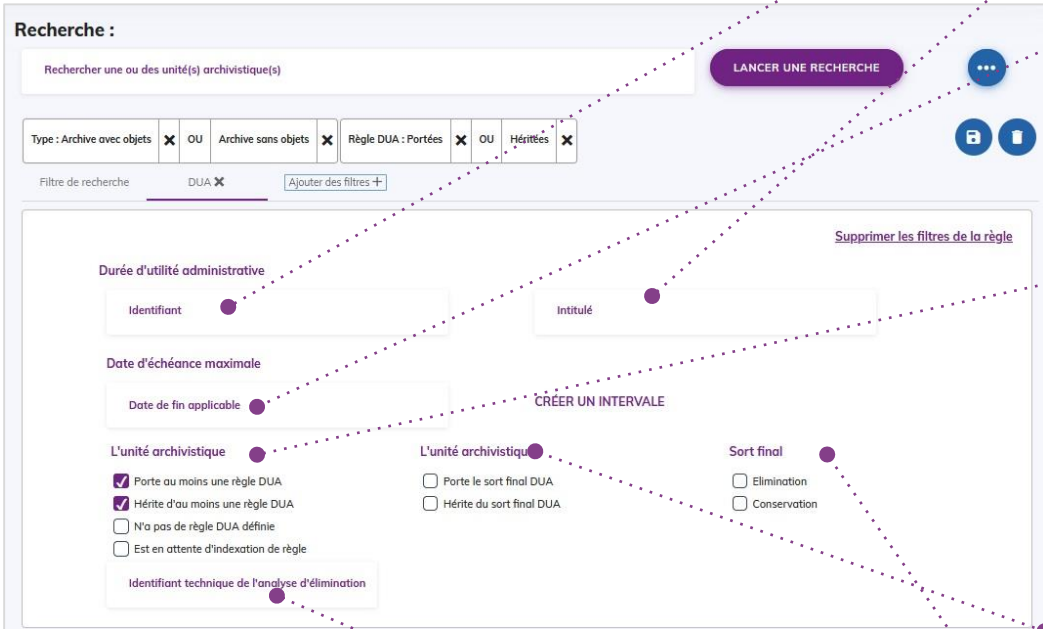 Recherche :
Rechercher une ou des unité(s) archivistique(s)
LANCER UNE RECHERCHE
Type : Archive avec objets OU Archive sans objets Règle DUA : Portées OU Héritées
Filtre de recherche DUA Ajouter des filtres +
Supprimer les filtres de la règle
Durée d'utilité administrative
Identifiant Intitulé
Date d'échéance maximale
Date de fin applicable CRÉER UN INTERVALE
L'unité archivistique L'unité archivistique Sort final
Porte au moins une règle DUA Porte le sort final DUA Elimination
Hérite d'au moins une règle DUA Hérite du sort final DUA Conservation
N'a pas de règle DUA définie
Est en attente d'indexation de règle
Identifiant technique de l'analyse d'élimination